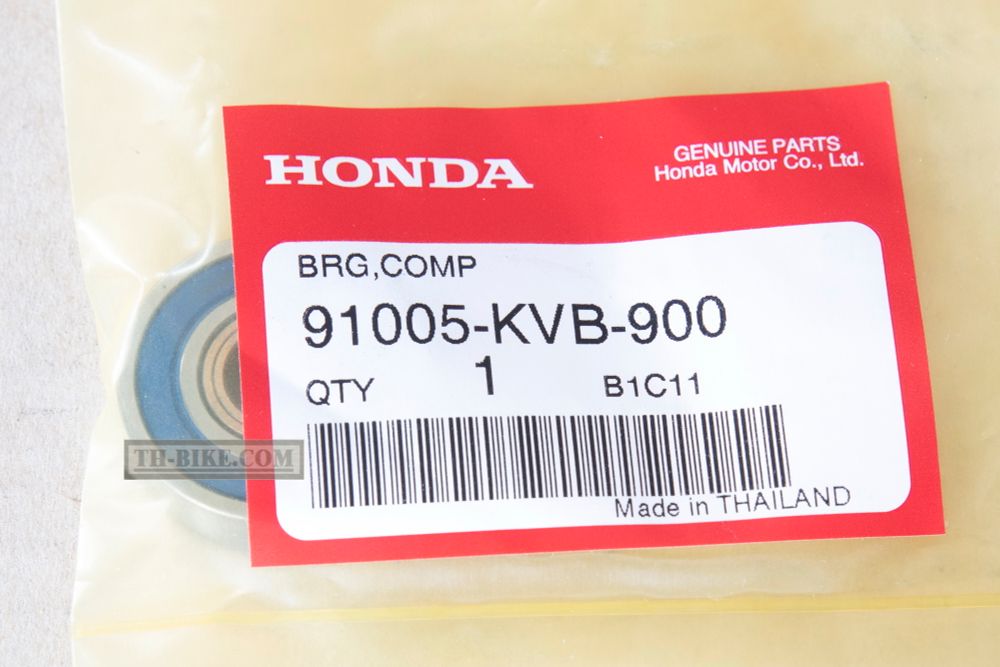 HONDA
GENUINE PARTS
Honda Motor Co., Ltd.
BRG,COMP
91005-KVB-900
QTY 1 B1C11
Made in THAILAND
TH-BIKE.COM